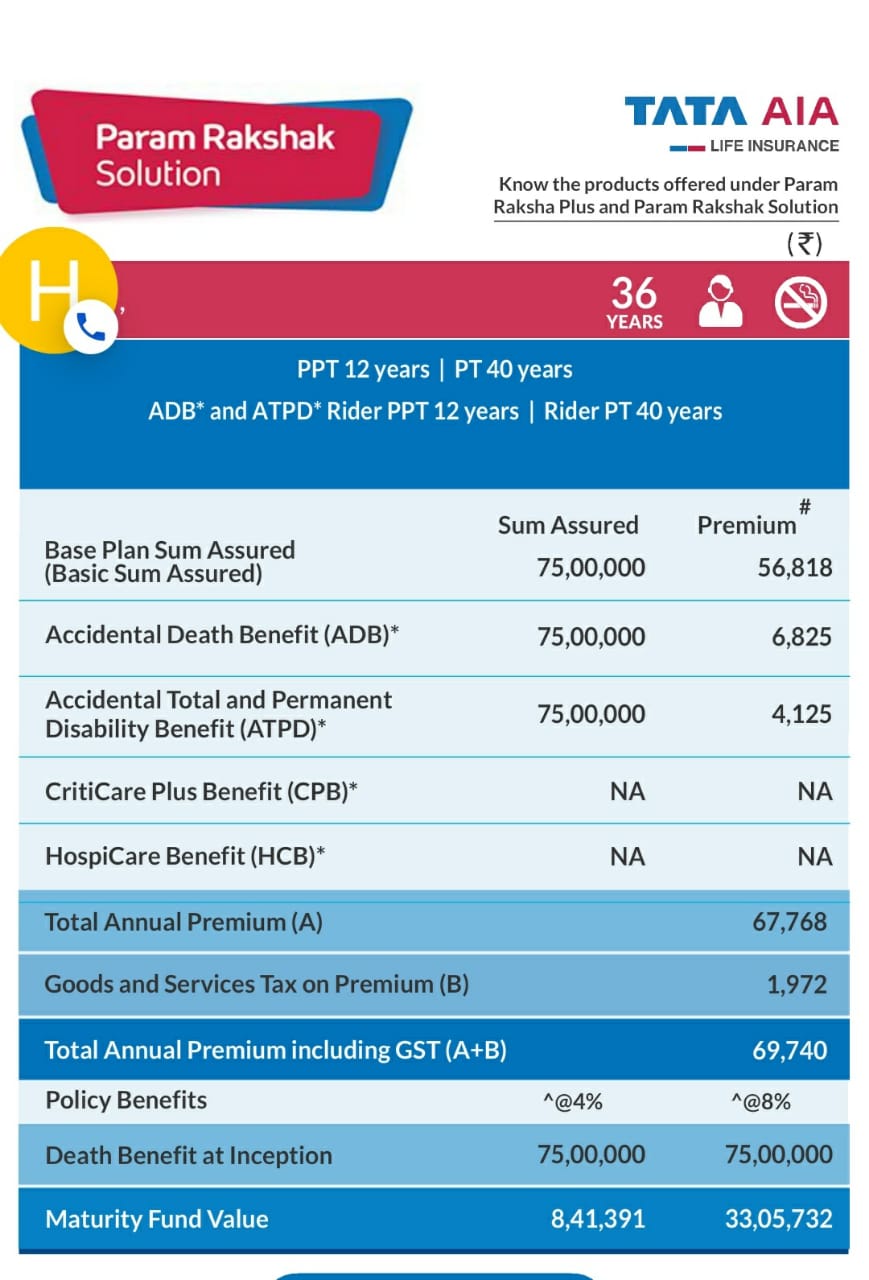 Param Rakshak
Solution
TATA AIA
LIFE INSURANCE
Know the products offered under Param
Raksha Plus and Param Rakshak Solution
(₹)
H
,
36
YEARS
PPT 12 years | PT 40 years
ADB* and ATPD* Rider PPT 12 years | Rider PT 40 years
Sum Assured Premium#
Base Plan Sum Assured
(Basic Sum Assured) 75,00,000 56,818
Accidental Death Benefit (ADB)* 75,00,000 6,825
Accidental Total and Permanent
Disability Benefit (ATPD)* 75,00,000 4,125
CritiCare Plus Benefit (CPB)* NA NA
HospiCare Benefit (HCB)* NA NA
Total Annual Premium (A) 67,768
Goods and Services Tax on Premium (B) 1,972
Total Annual Premium including GST (A+B) 69,740
Policy Benefits ^@4% ^@8%
Death Benefit at Inception 75,00,000 75,00,000
Maturity Fund Value 8,41,391 33,05,732